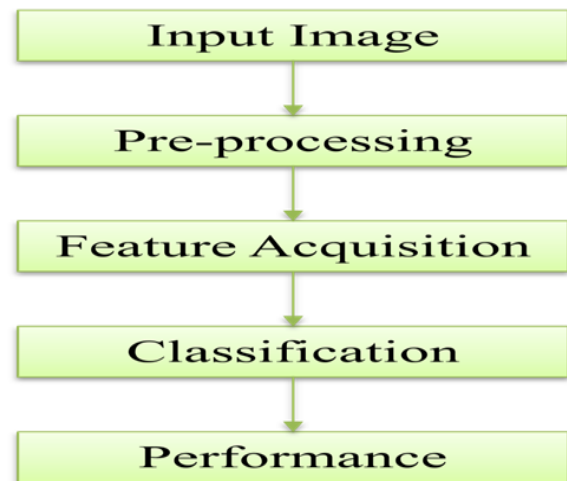 Input Image
Pre-processing
Feature Acquisition
Classification
Performance